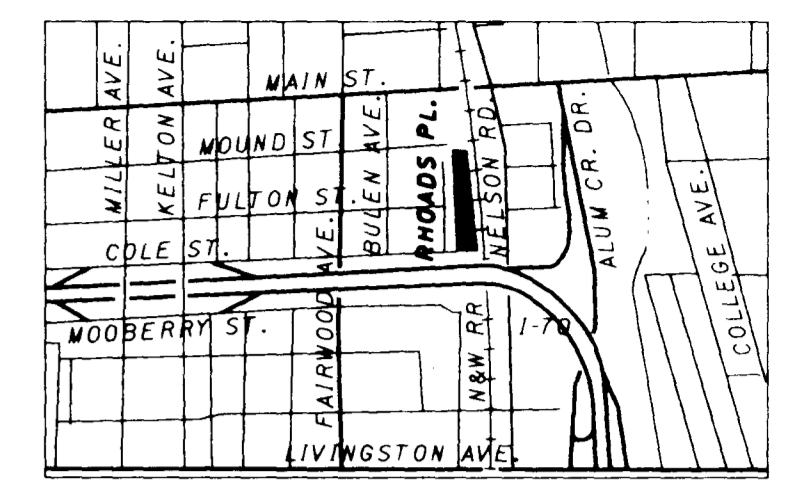 MAIN ST.
MILLER AVE.
KELTON AVE.
MOUND ST
BULEN AVE.
RHOADS PL.
NELSON RD.
ALUM CR. DR.
FULTON ST.
COLLEGE AVE.
COLE ST.
FAIRWOOD AVE.
MOOBERRY ST.
N&W RR
I-70
LIVINGSTON AVE.